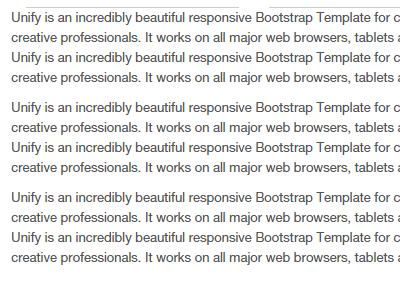 Unify is an incredibly beautiful responsive Bootstrap Template for c
creative professionals. It works on all major web browsers, tablets a
Unify is an incredibly beautiful responsive Bootstrap Template for c
creative professionals. It works on all major web browsers, tablets a
Unify is an incredibly beautiful responsive Bootstrap Template for c
creative professionals. It works on all major web browsers, tablets a
Unify is an incredibly beautiful responsive Bootstrap Template for c
creative professionals. It works on all major web browsers, tablets a
Unify is an incredibly beautiful responsive Bootstrap Template for c
creative professionals. It works on all major web browsers, tablets a
Unify is an incredibly beautiful responsive Bootstrap Template for c
creative professionals. It works on all major web browsers, tablets a